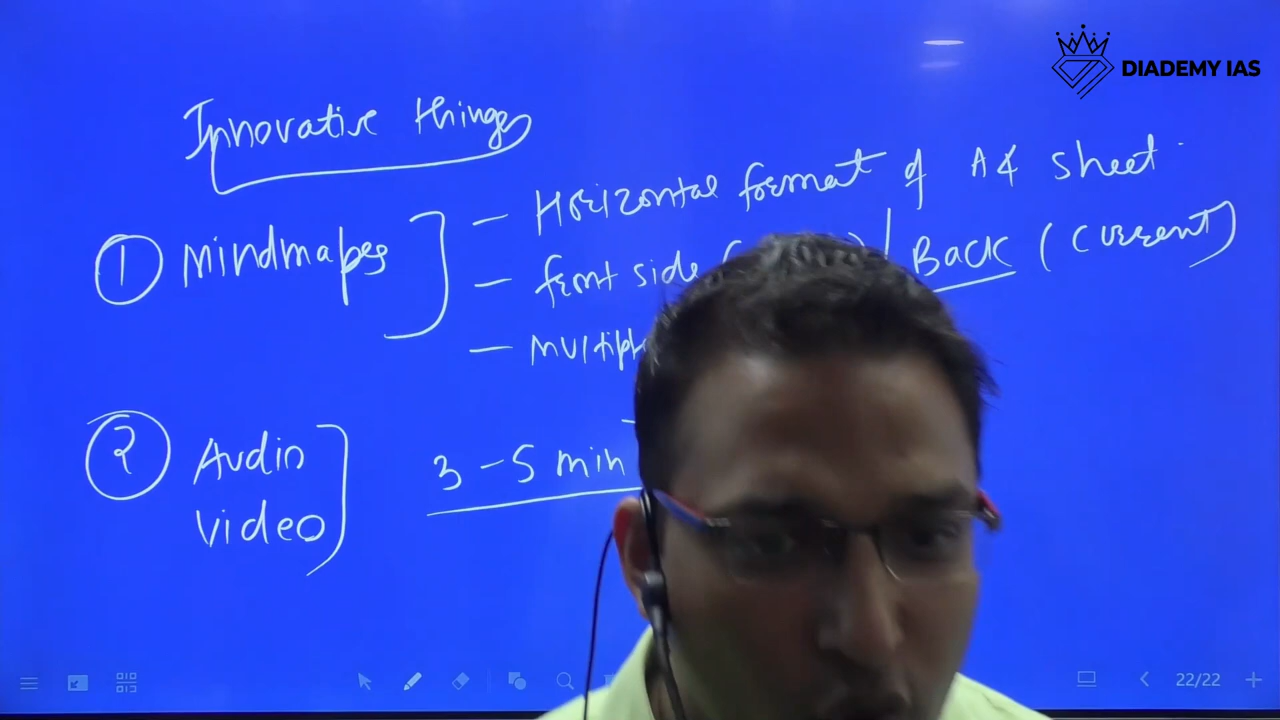 DIADEMY IAS
Innovative things
① Mindmaps
— Horizontal format of A4 sheet
— front side ( ) / BACK (current)
—
② Audio
Video
3-5 min
22/22